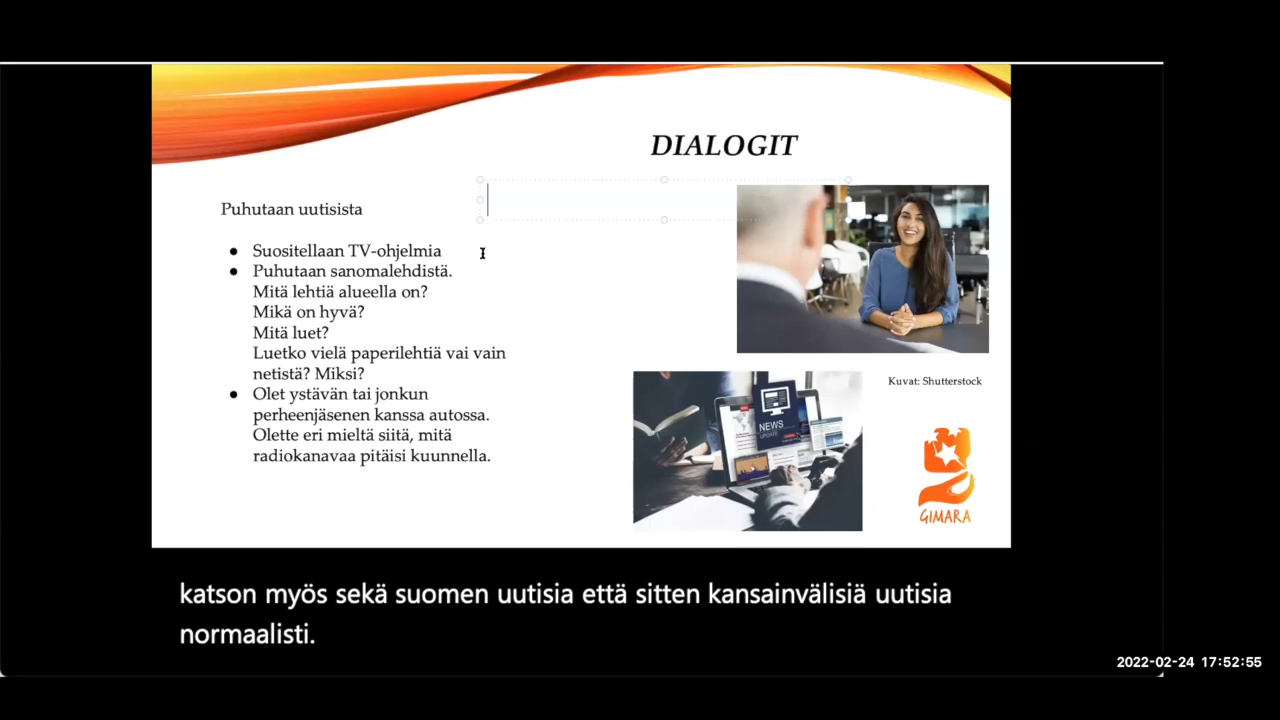 DIALOGIT
Puhutaan uutisista
● Suositellaan TV-ohjelmia
● Puhutaan sanomalehdistä.
Mitä lehtiä alueella on?
Mikä on hyvä?
Mitä luet?
Luetko vielä paperilehtiä vai vain
netistä? Miksi?
● Olet ystävän tai jonkun
perheenjäsenen kanssa autossa.
Olette eri mieltä siitä, mitä
radiokanavaa pitäisi kuunnella.
Kuvat: Shutterstock
NEWS
UPDATE
GIMARA
katson myös sekä suomen uutisia että sitten kansainvälisiä uutisia
normaalisti.
2022-02-24 17:52:55